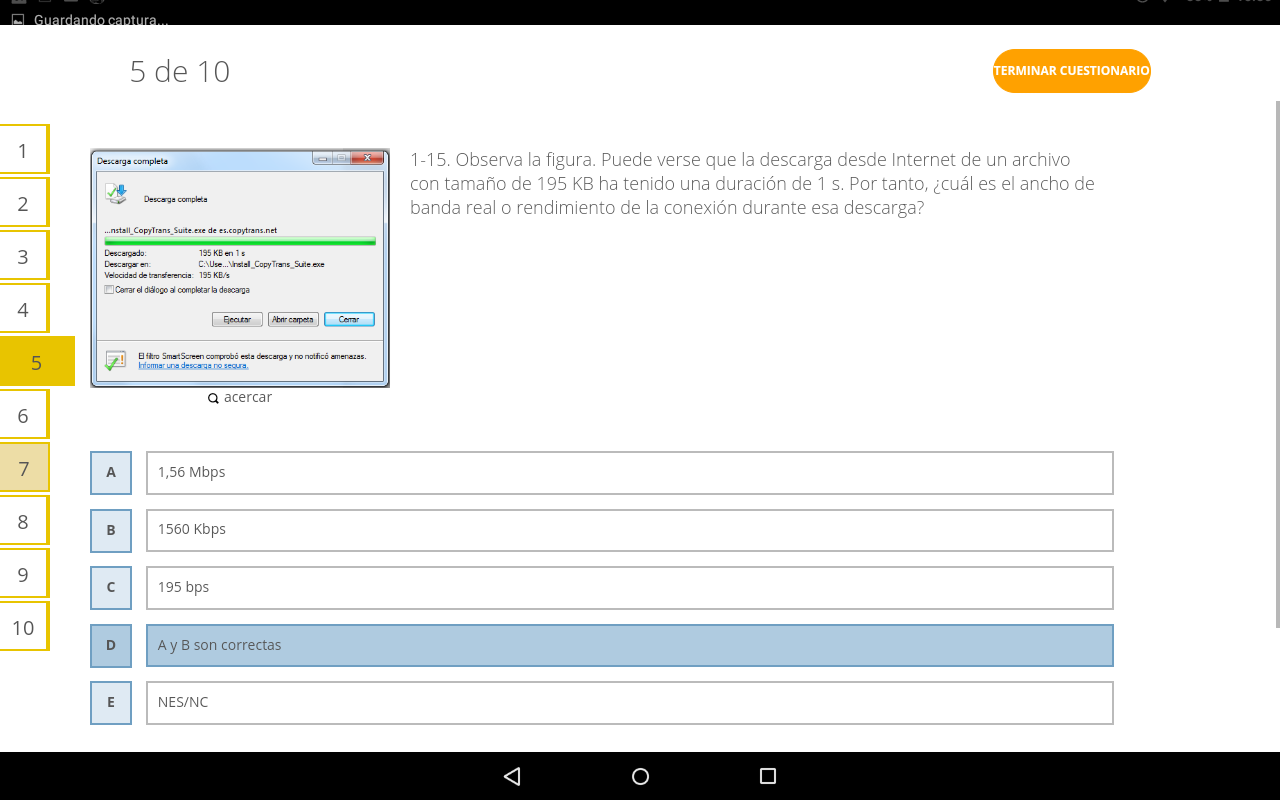 Guardando captura...
5 de 10
TERMINAR CUESTIONARIO
1
2
3
4
5
6
7
8
9
10
Descarga completa
Descarga completa
...nstall_CopyTrans_Suite.exe de es.copytrans.net
Descargado: 195 KB en 1 s
Descargar en: C:\Use...\Install_CopyTrans_Suite.exe
Velocidad de transferencia: 195 KB/s
Cerrar el diálogo al completar la descarga
Ejecutar Abrir carpeta Cerrar
El filtro SmartScreen comprobó esta descarga y no notificó amenazas.
Informar una descarga no segura.
acercar
1-15. Observa la figura. Puede verse que la descarga desde Internet de un archivo
con tamaño de 195 KB ha tenido una duración de 1 s. Por tanto, ¿cuál es el ancho de
banda real o rendimiento de la conexión durante esa descarga?
A 1,56 Mbps
B 1560 Kbps
C 195 bps
D A y B son correctas
E NES/NC